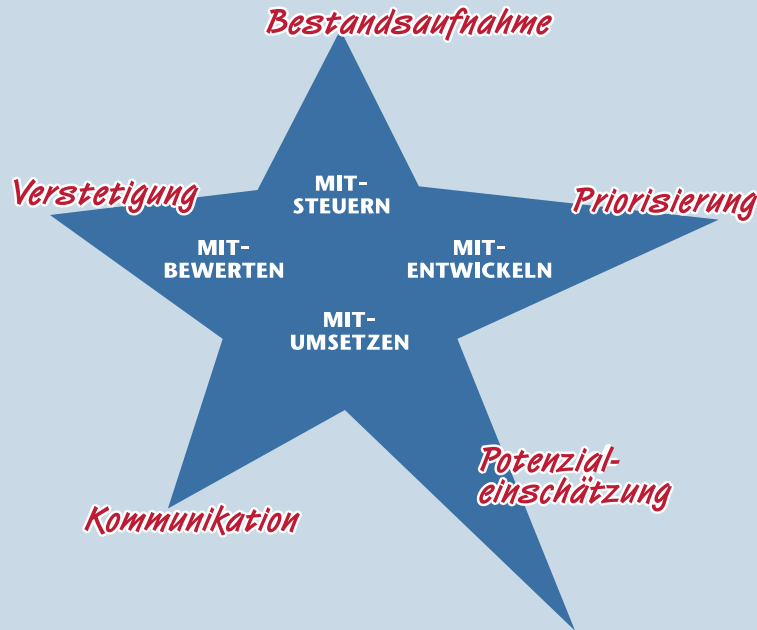 Bestandsaufnahme
Verstetigung
MIT-
STEUERN
Priorisierung
MIT-
BEWERTEN
MIT-
ENTWICKELN
MIT-
UMSETZEN
Potenzial-
einschätzung
Kommunikation